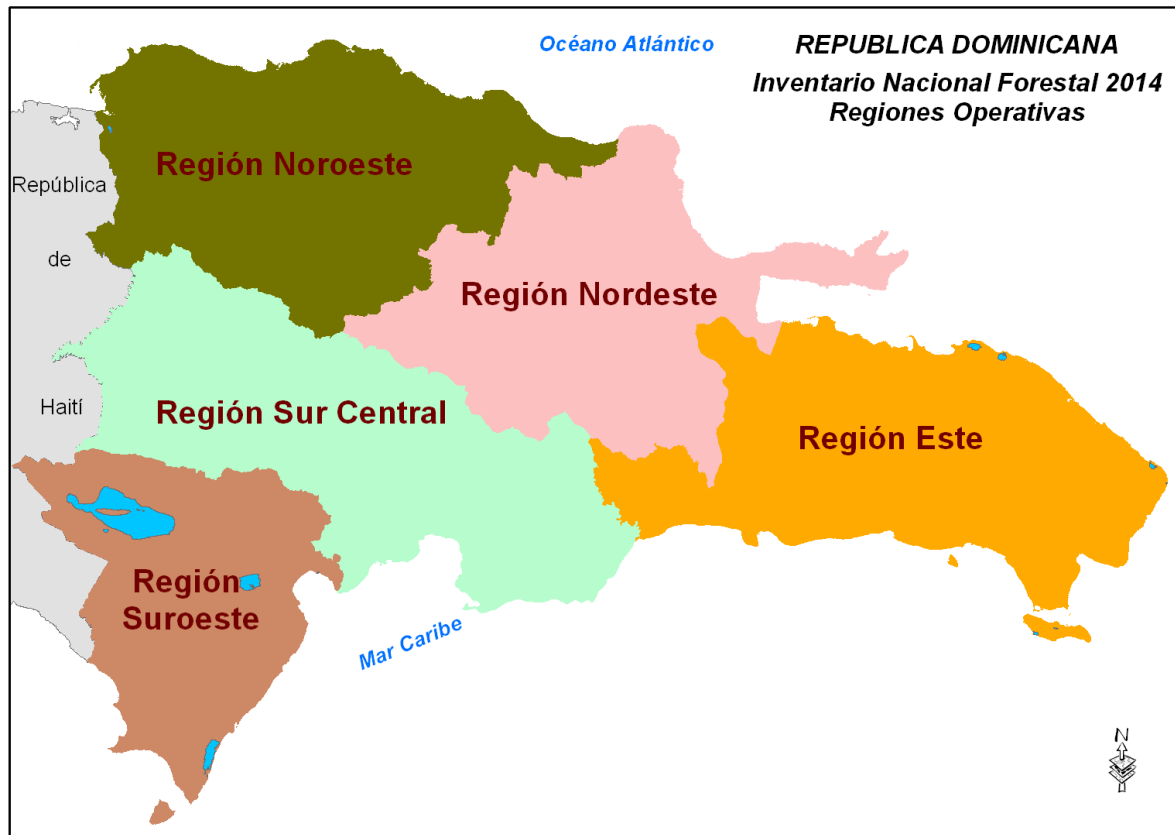 Océano Atlántico
REPUBLICA DOMINICANA
Inventario Nacional Forestal 2014
Regiones Operativas
Región Noroeste
República
de
Haití
Región Nordeste
Región Sur Central
Región Este
Región
Suroeste
Mar Caribe
N